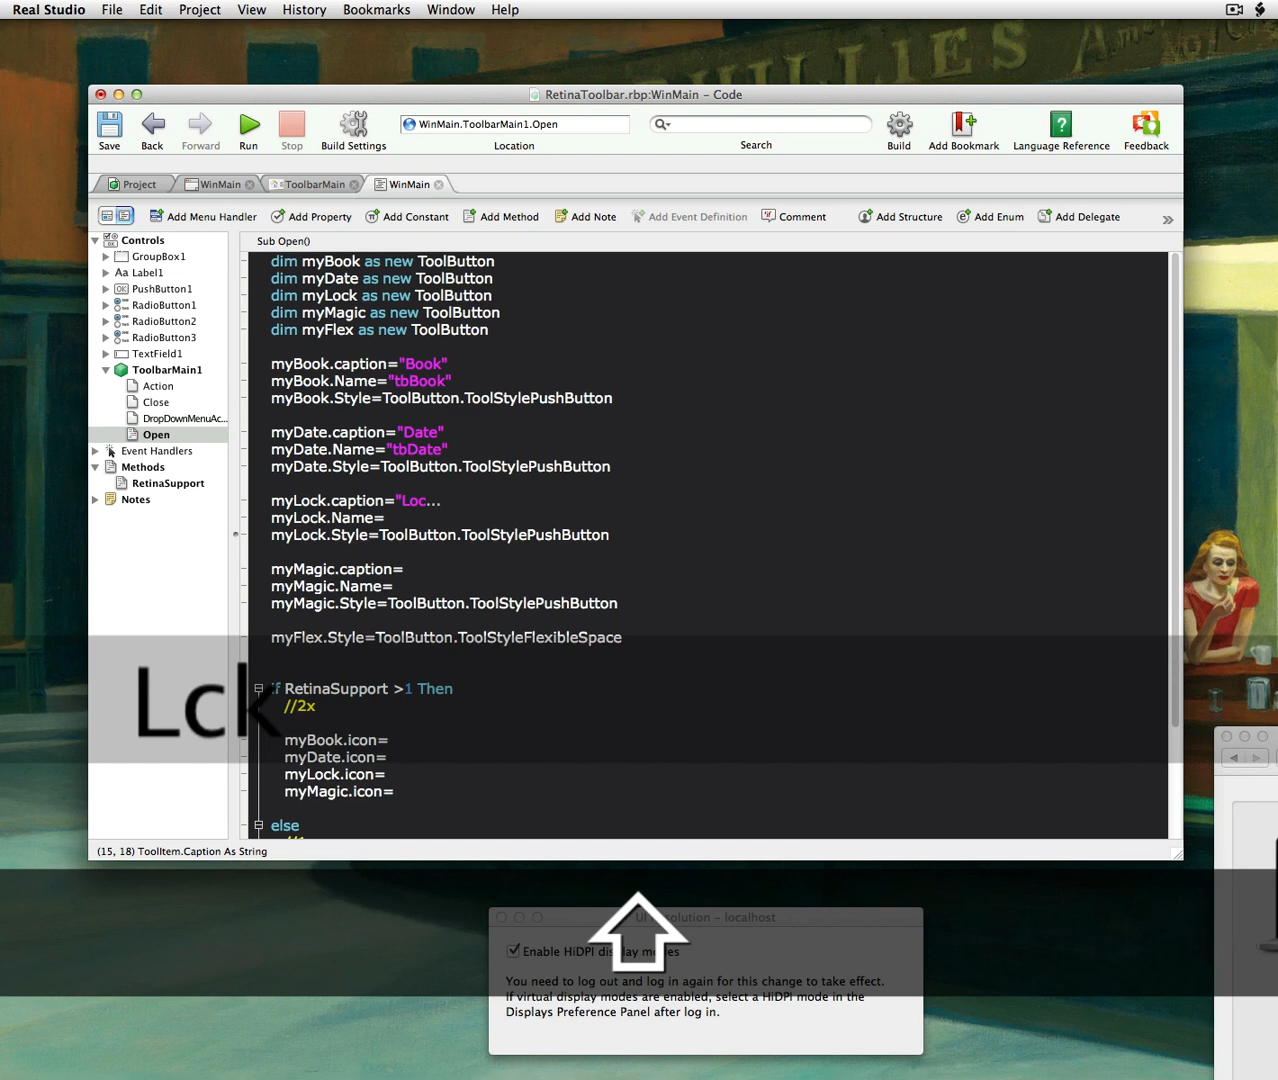 Real Studio File Edit Project View History Bookmarks Window Help
PHILLIES
RetinaToolbar.rbp:WinMain - Code
WinMain.ToolbarMain1.Open
Save Back Forward Run Stop Build Settings Location Search Build Add Bookmark Language Reference Feedback
Project WinMain ToolbarMain WinMain
Add Menu Handler Add Property Add Constant Add Method Add Note Add Event Definition Comment Add Structure Add Enum Add Delegate
Controls
GroupBox1
Aa Label1
PushButton1
RadioButton1
RadioButton2
RadioButton3
TextField1
ToolbarMain1
Action
Close
DropDownMenuAc...
Open
Event Handlers
Methods
RetinaSupport
Notes
Sub Open()
dim myBook as new ToolButton
dim myDate as new ToolButton
dim myLock as new ToolButton
dim myMagic as new ToolButton
dim myFlex as new ToolButton
myBook.caption="Book"
myBook.Name="tbBook"
myBook.Style=ToolButton.ToolStylePushButton
myDate.caption="Date"
myDate.Name="tbDate"
myDate.Style=ToolButton.ToolStylePushButton
myLock.caption="Loc...
myLock.Name=
myLock.Style=ToolButton.ToolStylePushButton
myMagic.caption=
myMagic.Name=
myMagic.Style=ToolButton.ToolStylePushButton
myFlex.Style=ToolButton.ToolStyleFlexibleSpace
if RetinaSupport >1 Then
//2x
myBook.icon=
myDate.icon=
myLock.icon=
myMagic.icon=
else
Lck
(15, 18) ToolItem.Caption As String
olution - localhost
Enable HiDPI display modes
You need to log out and log in again for this change to take effect.
If virtual display modes are enabled, select a HiDPI mode in the
Displays Preference Panel after log in.